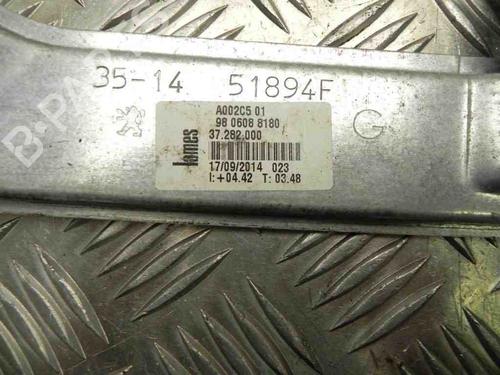 35-14 51894F
G
A002C5 01
98 0608 8180
37.282.000
17/09/2014 023
I:+04.42 T: 03.48